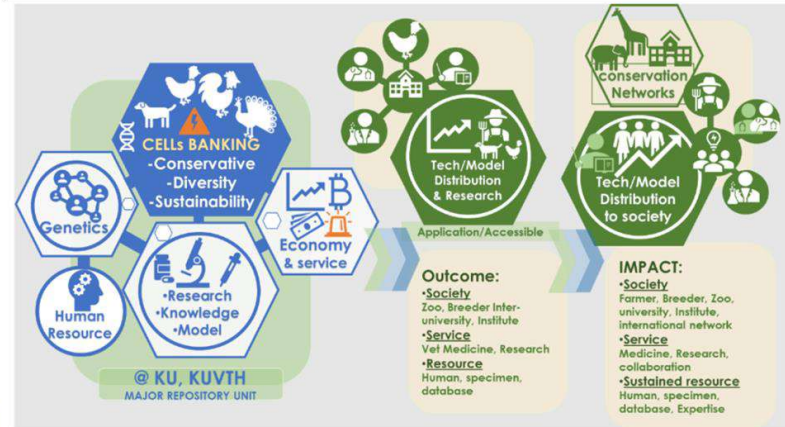 CELLs BANKING
-Conservative
-Diversity
-Sustainability
Genetics
Human
Resource
•Research
•Knowledge
•Model
Economy
& service
@ KU, KUVTH
MAJOR REPOSITORY UNIT
Tech/Model
Distribution
& Research
Application/Accessible
Outcome:
•Society
Zoo, Breeder Inter-
university, Institute
•Service
Vet Medicine, Research
•Resource
Human, specimen,
database
Conservation
Networks
Tech/Model
Distribution
to society
IMPACT:
•Society
Farmer, Breeder, Zoo,
university, Institute,
international network
•Service
Medicine, Research,
collaboration
•Sustained resource
Human, specimen,
database, Expertise